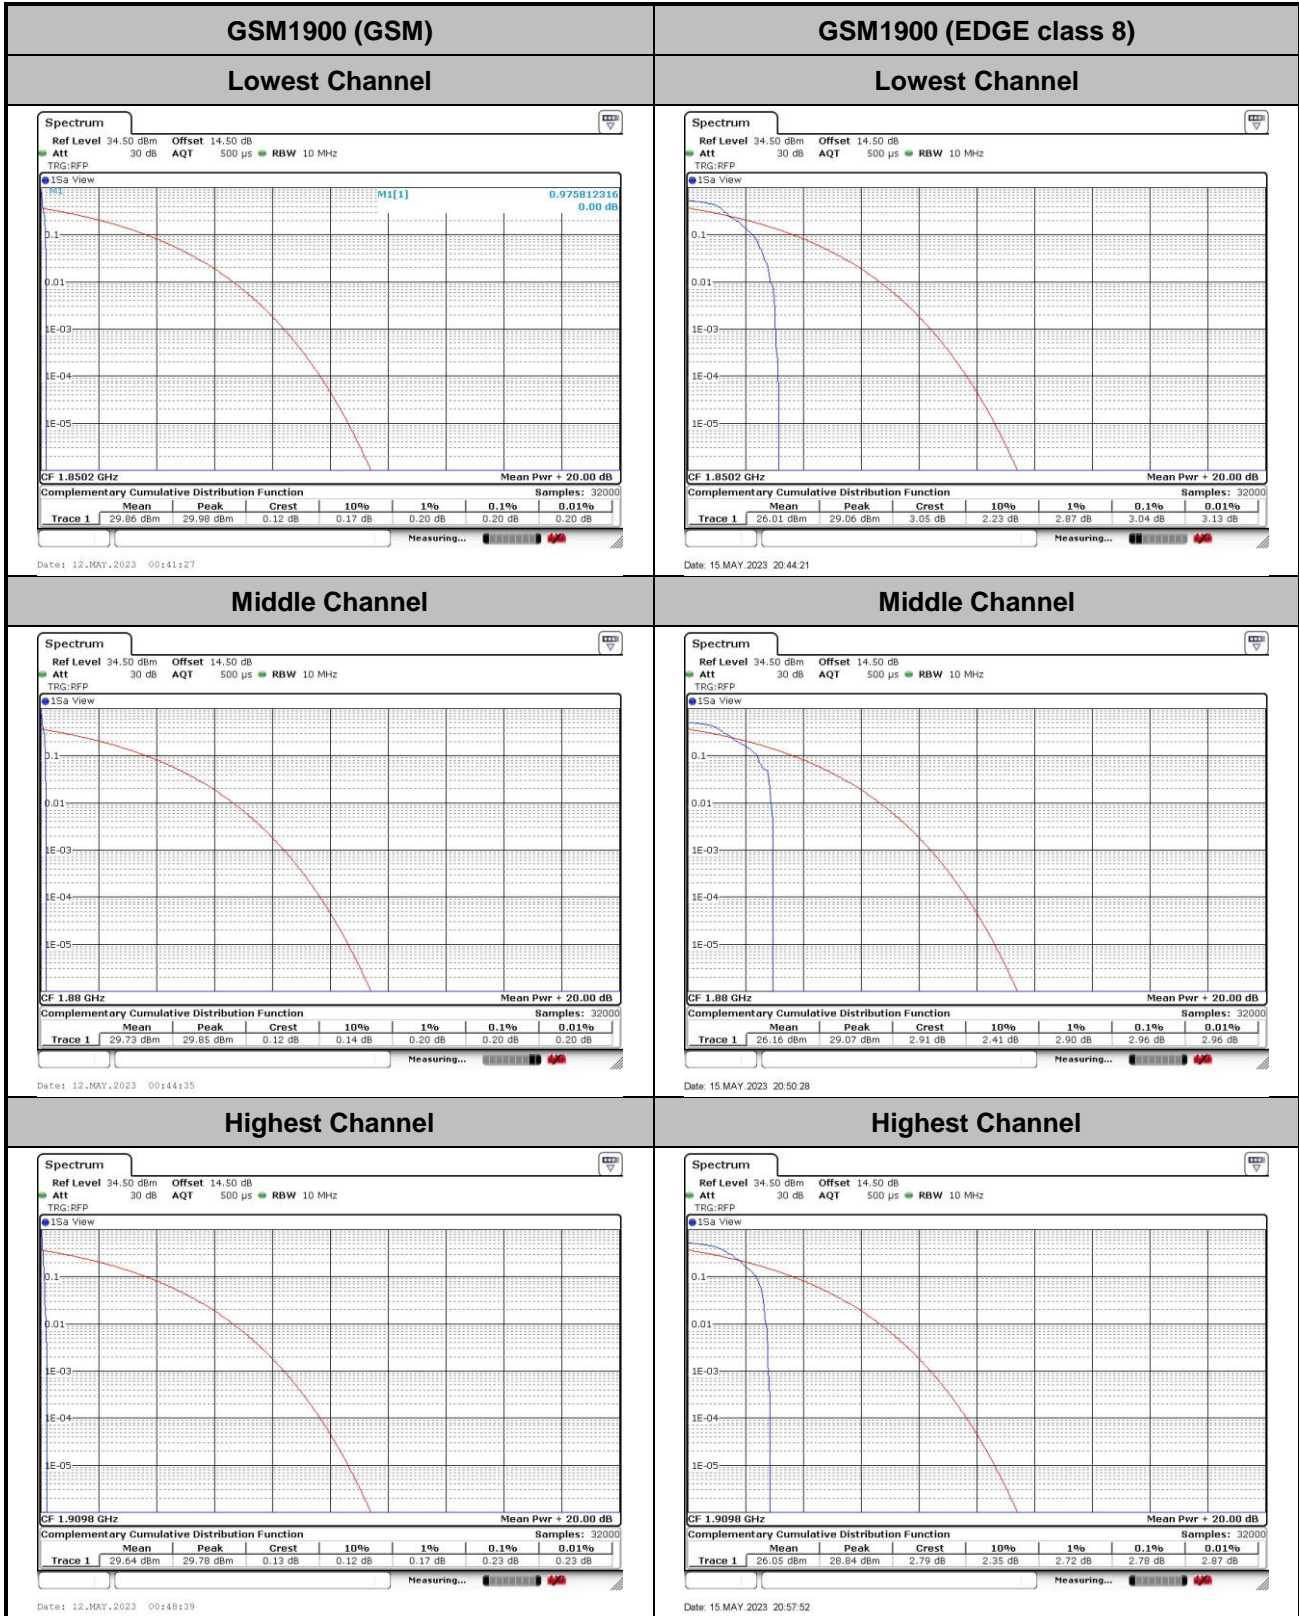 GSM1900 (GSM) GSM1900 (EDGE class 8)
Lowest Channel Lowest Channel
Spectrum
Ref Level 34.50 dBm Offset 14.50 dB
Att 30 dB AQT 500 µs RBW 10 MHz
TRG:RFP
1Sa View
M1
M1[1] 0.975812316
0.00 dB
0.1
0.01
1E-03
1E-04
1E-05
CF 1.8502 GHz Mean Pwr + 20.00 dB
Complementary Cumulative Distribution Function Samples: 32000
Mean Peak Crest 10% 1% 0.1% 0.01%
Trace 1 29.86 dBm 29.98 dBm 0.12 dB 0.17 dB 0.20 dB 0.20 dB 0.20 dB
Measuring...
Date: 12.MAY.2023 00:41:27
Spectrum
Ref Level 34.50 dBm Offset 14.50 dB
Att 30 dB AQT 500 µs RBW 10 MHz
TRG:RFP
1Sa View
0.1
0.01
1E-03
1E-04
1E-05
CF 1.8502 GHz Mean Pwr + 20.00 dB
Complementary Cumulative Distribution Function Samples: 32000
Mean Peak Crest 10% 1% 0.1% 0.01%
Trace 1 26.01 dBm 29.06 dBm 3.05 dB 2.23 dB 2.87 dB 3.04 dB 3.13 dB
Measuring...
Date: 15.MAY.2023 20:44:21
Middle Channel Middle Channel
Spectrum
Ref Level 34.50 dBm Offset 14.50 dB
Att 30 dB AQT 500 µs RBW 10 MHz
TRG:RFP
1Sa View
0.1
0.01
1E-03
1E-04
1E-05
CF 1.88 GHz Mean Pwr + 20.00 dB
Complementary Cumulative Distribution Function Samples: 32000
Mean Peak Crest 10% 1% 0.1% 0.01%
Trace 1 29.73 dBm 29.85 dBm 0.12 dB 0.14 dB 0.20 dB 0.20 dB 0.20 dB
Measuring...
Date: 12.MAY.2023 00:44:35
Spectrum
Ref Level 34.50 dBm Offset 14.50 dB
Att 30 dB AQT 500 µs RBW 10 MHz
TRG:RFP
1Sa View
0.1
0.01
1E-03
1E-04
1E-05
CF 1.88 GHz Mean Pwr + 20.00 dB
Complementary Cumulative Distribution Function Samples: 32000
Mean Peak Crest 10% 1% 0.1% 0.01%
Trace 1 26.16 dBm 29.07 dBm 2.91 dB 2.41 dB 2.90 dB 2.96 dB 2.96 dB
Measuring...
Date: 15.MAY.2023 20:50:28
Highest Channel Highest Channel
Spectrum
Ref Level 34.50 dBm Offset 14.50 dB
Att 30 dB AQT 500 µs RBW 10 MHz
TRG:RFP
1Sa View
0.1
0.01
1E-03
1E-04
1E-05
CF 1.9098 GHz Mean Pwr + 20.00 dB
Complementary Cumulative Distribution Function Samples: 32000
Mean Peak Crest 10% 1% 0.1% 0.01%
Trace 1 29.64 dBm 29.78 dBm 0.13 dB 0.12 dB 0.17 dB 0.23 dB 0.23 dB
Measuring...
Date: 12.MAY.2023 00:48:39
Spectrum
Ref Level 34.50 dBm Offset 14.50 dB
Att 30 dB AQT 500 µs RBW 10 MHz
TRG:RFP
1Sa View
0.1
0.01
1E-03
1E-04
1E-05
CF 1.9098 GHz Mean Pwr + 20.00 dB
Complementary Cumulative Distribution Function Samples: 32000
Mean Peak Crest 10% 1% 0.1% 0.01%
Trace 1 26.05 dBm 28.84 dBm 2.79 dB 2.35 dB 2.72 dB 2.78 dB 2.87 dB
Measuring...
Date: 15.MAY.2023 20:57:52